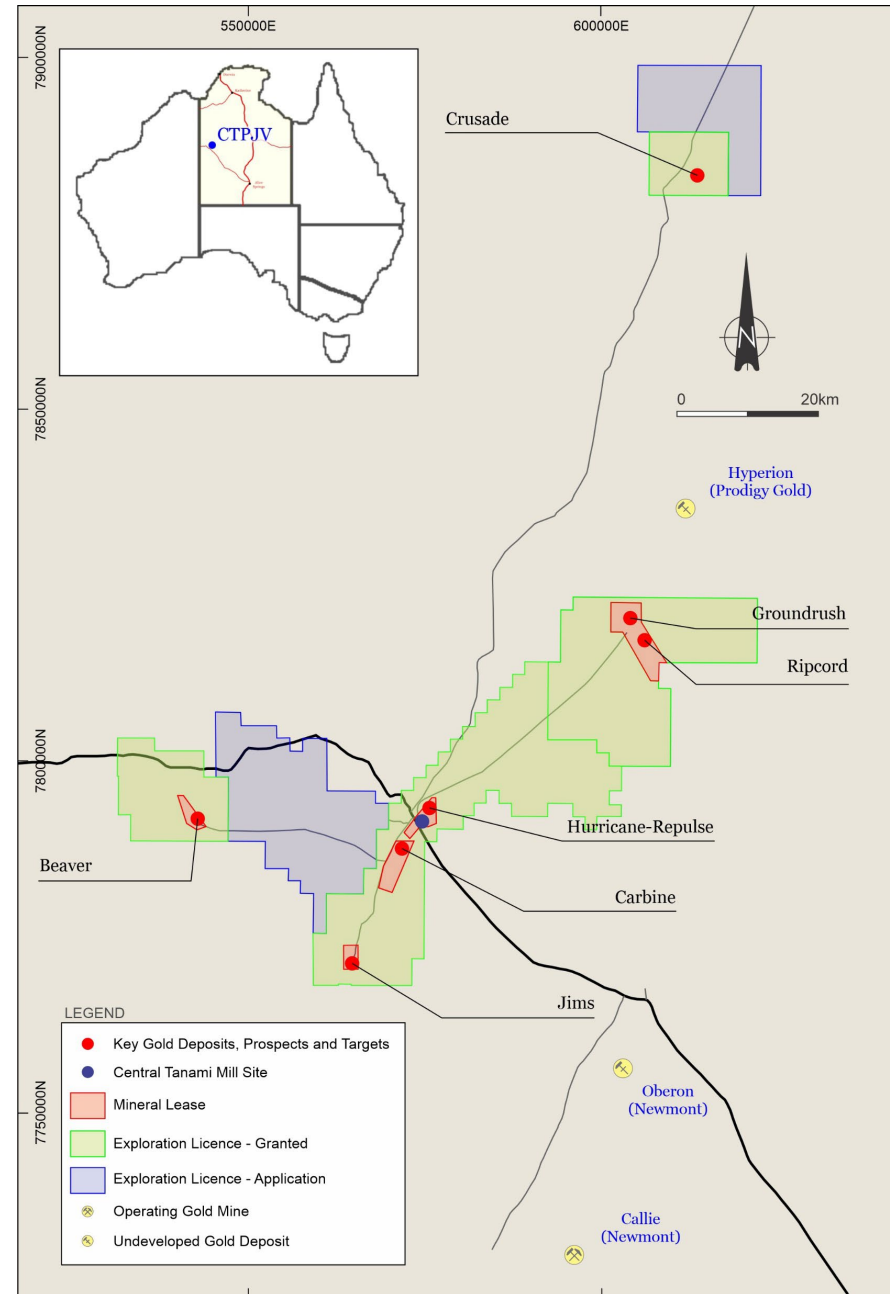 550000E
600000E
7900000N
7850000N
7800000N
7750000N
CTPJV
Crusade
N
0
20km
Hyperion
(Prodigy Gold)
Groundrush
Ripcord
Hurricane-Repulse
Beaver
Carbine
Jims
Oberon
(Newmont)
Callie
(Newmont)
LEGEND
Key Gold Deposits, Prospects and Targets
Central Tanami Mill Site
Mineral Lease
Exploration Licence - Granted
Exploration Licence - Application
Operating Gold Mine
Undeveloped Gold Deposit